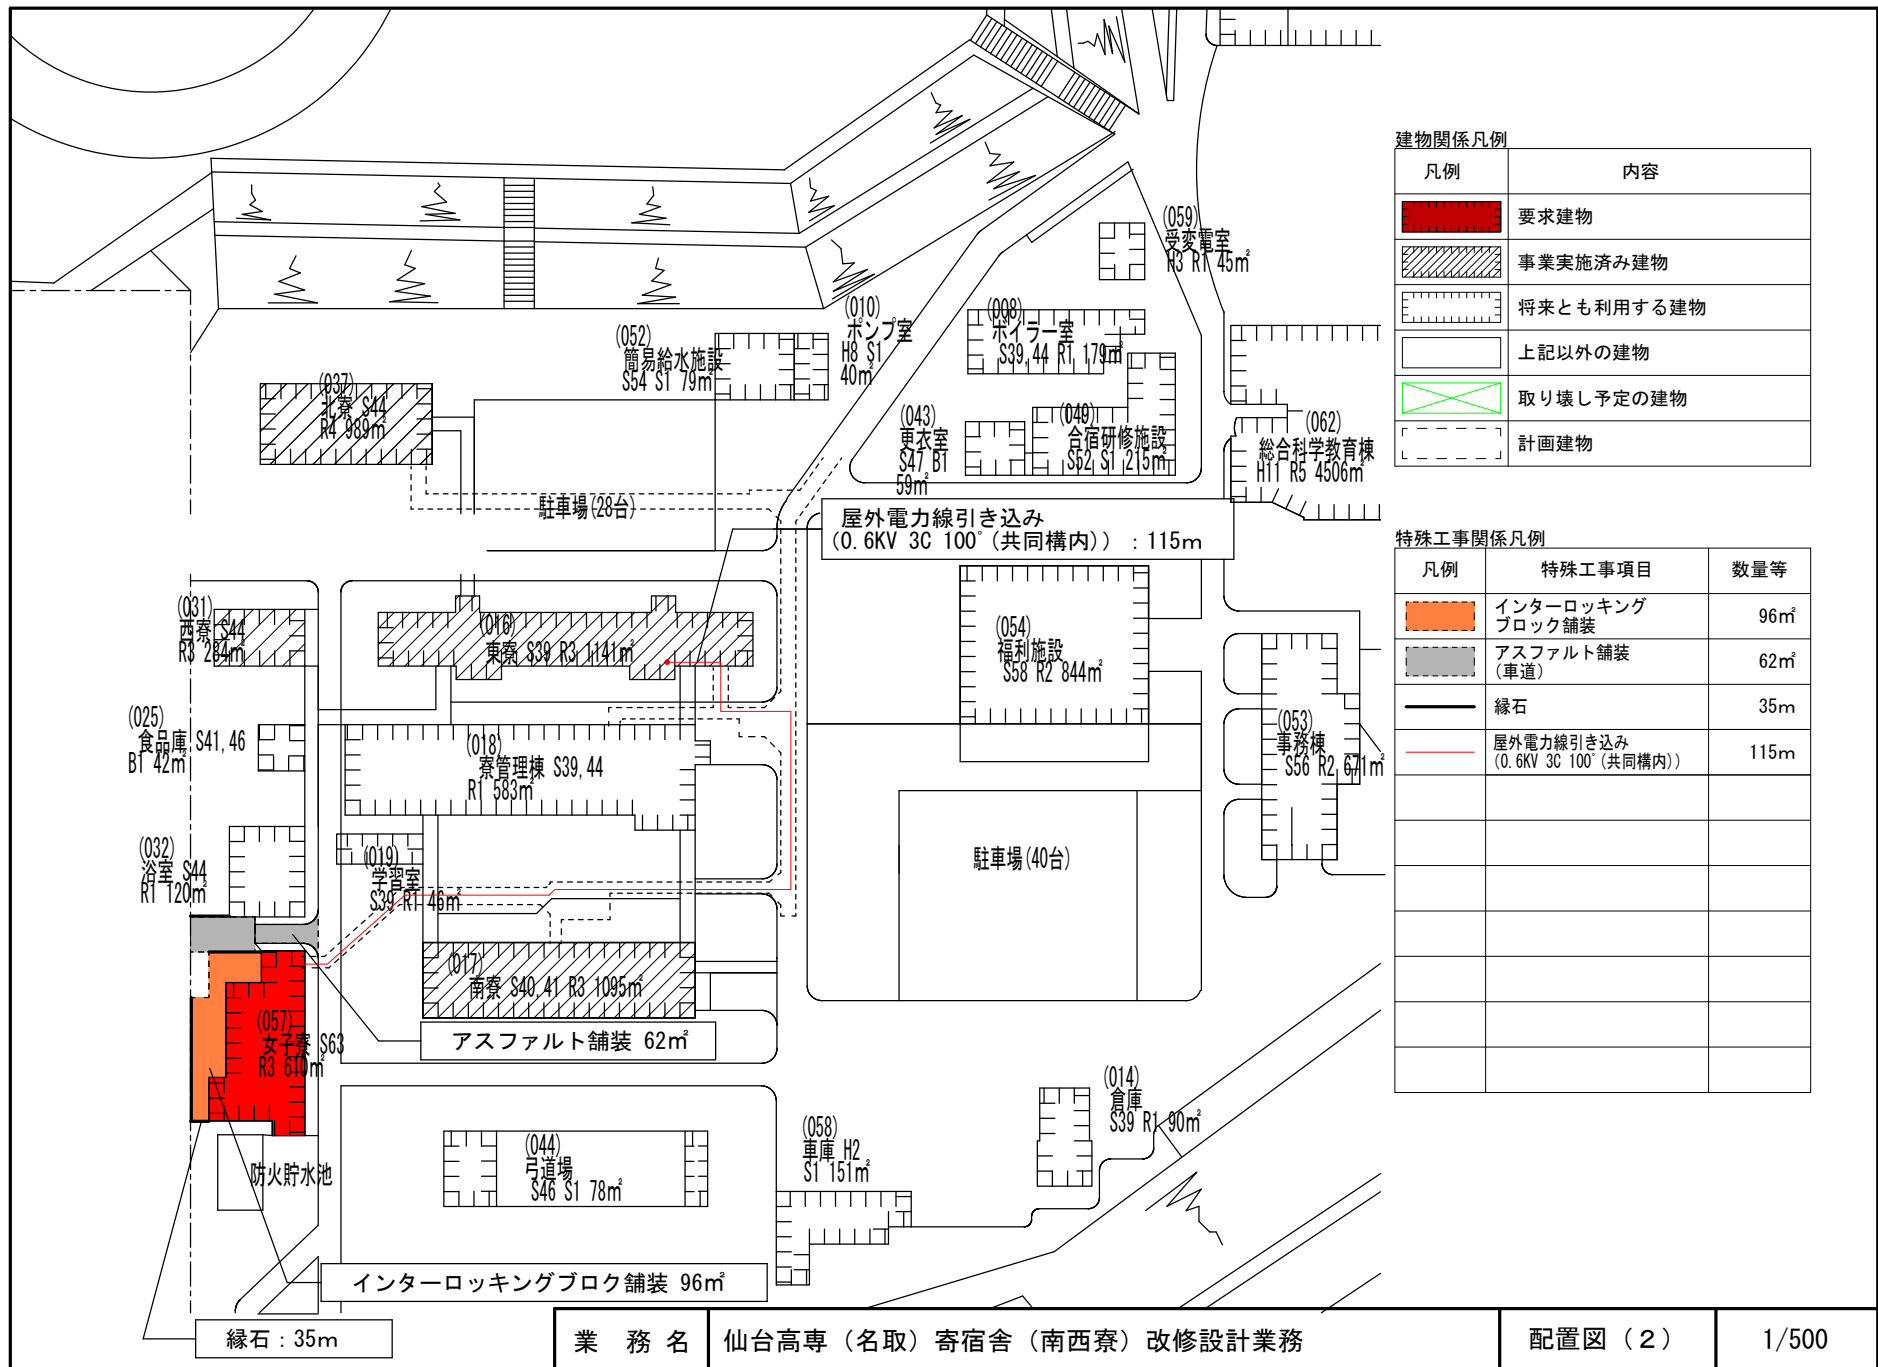 (059)
受変電室
H3 R1 45㎡
(010)
ポンプ室
H8 S1
40㎡
(008)
ボイラー室
S39,44 R1 179㎡
(052)
簡易給水施設
S54 S1 79㎡
(037)
北寮 S44
R4 989㎡
(043)
更衣室
S47 B1
59㎡
(049)
合宿研修施設
S52 S1 215㎡
(062)
総合科学教育棟
H11 R5 4506㎡
駐車場(28台)
屋外電力線引き込み
(0.6KV 3C 100°(共同構内)) : 115m
(031)
西寮 S44
R3 264㎡
(016)
東寮 S39 R3 1141㎡
(054)
福利施設
S58 R2 844㎡
(025)
食品庫 S41,46
B1 42㎡
(018)
寮管理棟 S39,44
R1 583㎡
(053)
事務棟
S56 R2 671㎡
(032)
浴室 S44
R1 120㎡
(019)
学習室
S39 R1 46㎡
駐車場(40台)
(017)
南寮 S40,41 R3 1095㎡
(057)
女子寮 S63
R3 610㎡
アスファルト舗装 62㎡
(014)
倉庫
S39 R1 90㎡
(044)
弓道場
S46 S1 78㎡
(058)
車庫 H2
S1 151㎡
防火貯水池
インターロッキングブロク舗装 96㎡
縁石：35m
建物関係凡例
凡例 内容
要求建物
事業実施済み建物
将来とも利用する建物
上記以外の建物
取り壊し予定の建物
計画建物
特殊工事関係凡例
凡例 特殊工事項目 数量等
インターロッキング
ブロック舗装 96㎡
アスファルト舗装
(車道) 62㎡
縁石 35m
屋外電力線引き込み
(0.6KV 3C 100°(共同構内)) 115m
業 務 名 仙台高専（名取）寄宿舎（南西寮）改修設計業務 配置図（２） 1/500